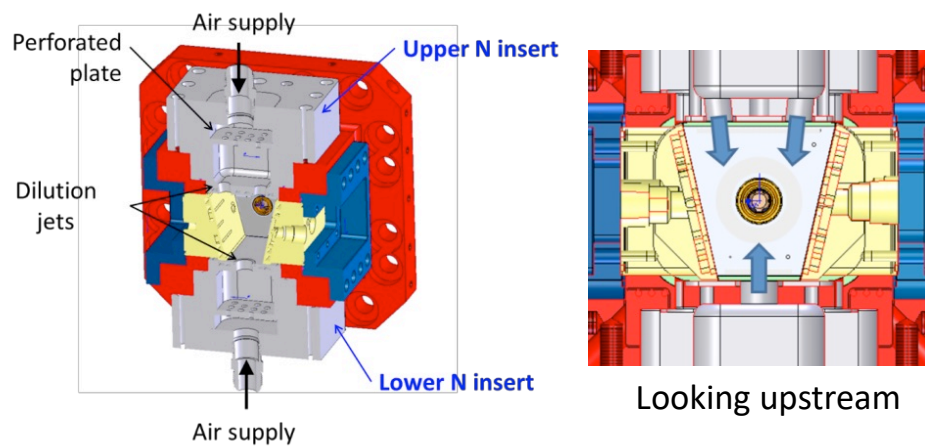 Air supply
Perforated
plate
Upper N insert
Dilution
jets
Lower N insert
Air supply
Looking upstream